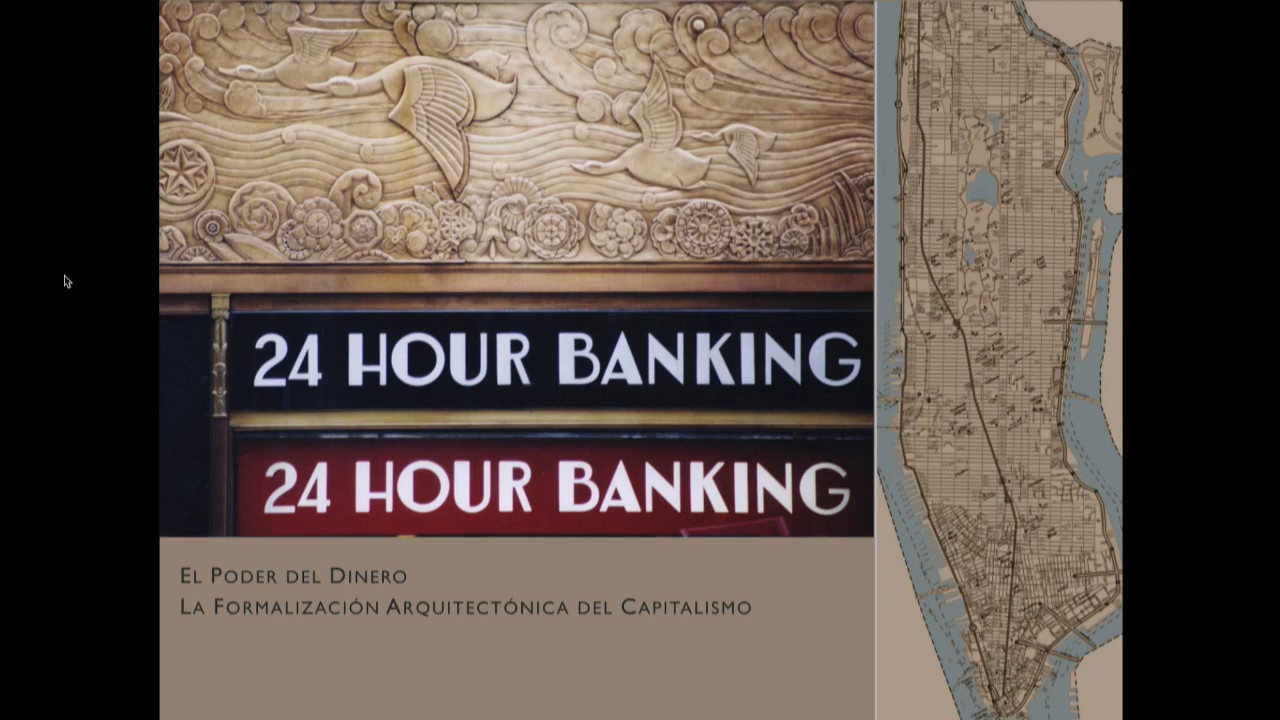 24 HOUR BANKING
24 HOUR BANKING
EL PODER DEL DINERO
LA FORMALIZACIÓN ARQUITECTÓNICA DEL CAPITALISMO